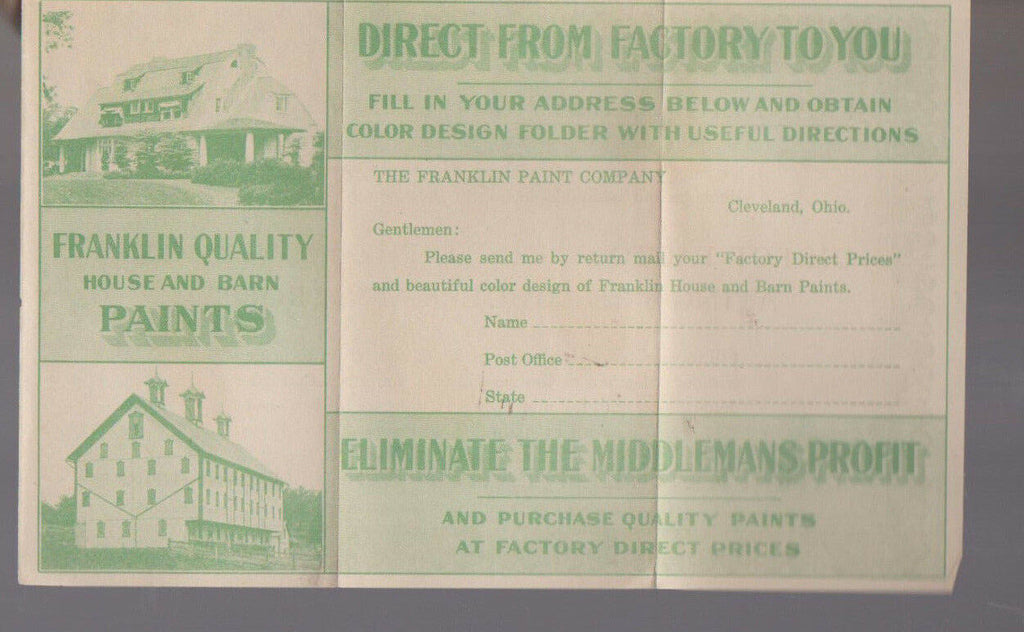 DIRECT FROM FACTORY TO YOU
FILL IN YOUR ADDRESS BELOW AND OBTAIN
COLOR DESIGN FOLDER WITH USEFUL DIRECTIONS
FRANKLIN QUALITY
HOUSE AND BARN
PAINTS
THE FRANKLIN PAINT COMPANY
Cleveland, Ohio.
Gentlemen:
Please send me by return mail your "Factory Direct Prices"
and beautiful color design of Franklin House and Barn Paints.
Name
Post Office
State
ELIMINATE THE MIDDLEMANS PROFIT
AND PURCHASE QUALITY PAINTS
AT FACTORY DIRECT PRICES